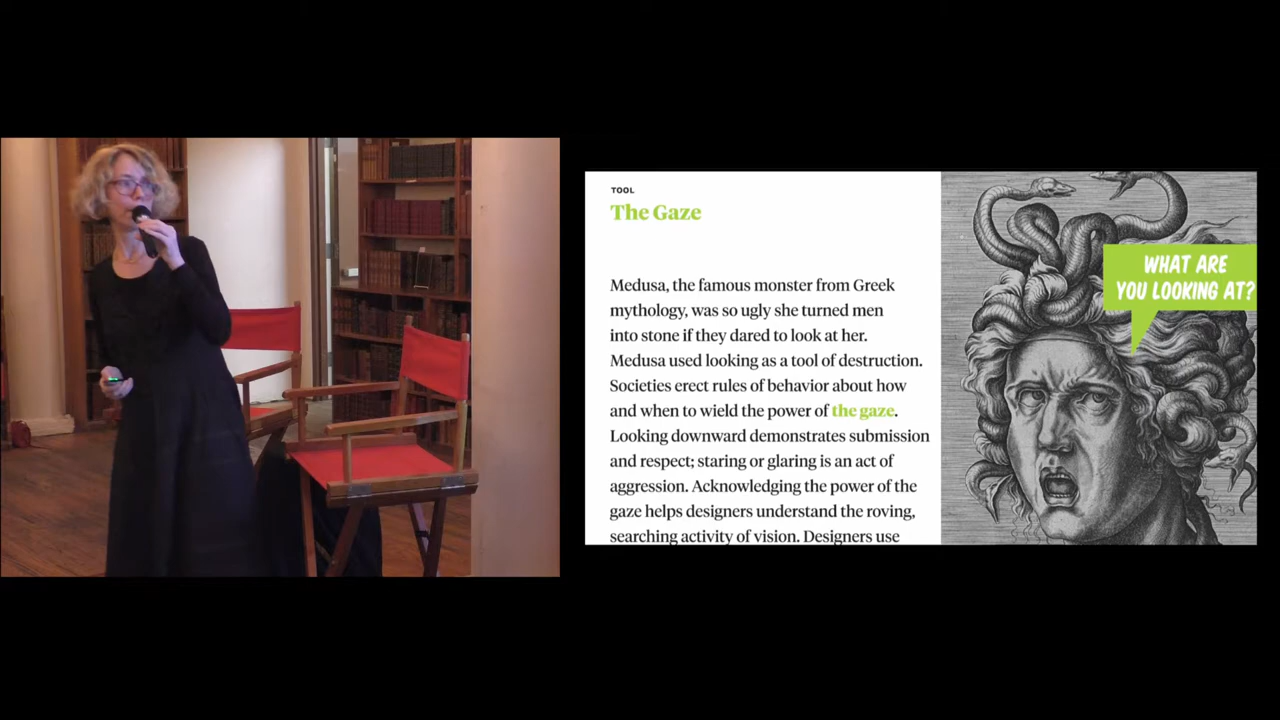 TOOL
The Gaze
Medusa, the famous monster from Greek
mythology, was so ugly she turned men
into stone if they dared to look at her.
Medusa used looking as a tool of destruction.
Societies erect rules of behavior about how
and when to wield the power of the gaze.
Looking downward demonstrates submission
and respect; staring or glaring is an act of
aggression. Acknowledging the power of the
gaze helps designers understand the roving,
searching activity of vision. Designers use
WHAT ARE
YOU LOOKING AT?